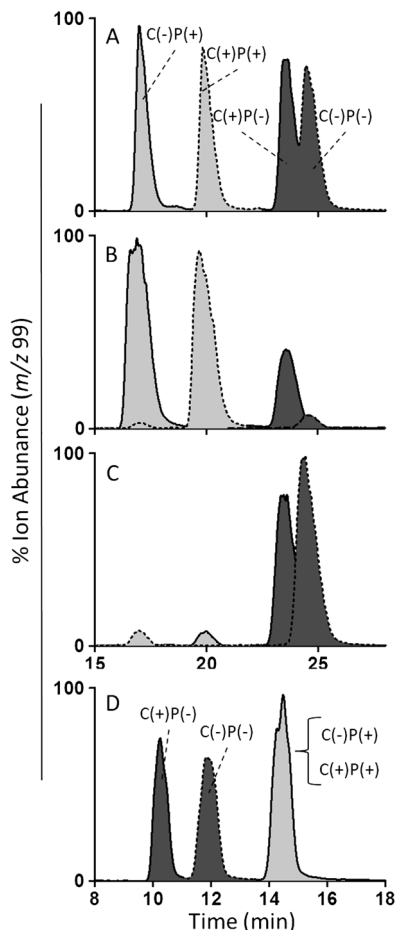 100
A
C(-)P(+)
C(+)P(+)
C(+)P(-)
C(-)P(-)
0
100
B
0
100
C
0
15
20
25
% Ion Abunance (m/z 99)
100
D
C(+)P(-)
C(-)P(-)
C(-)P(+)
C(+)P(+)
0
8
10
12
14
16
18
Time (min)